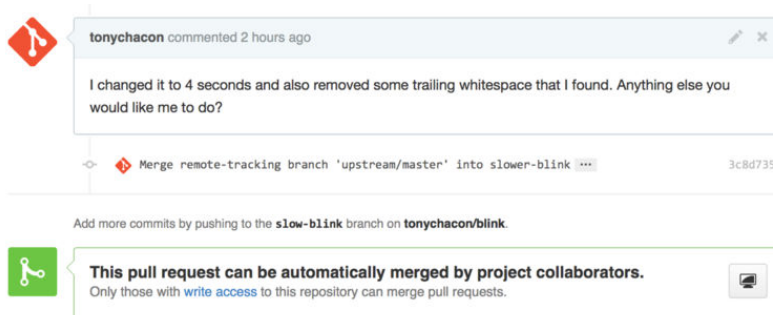 tonychacon commented 2 hours ago
I changed it to 4 seconds and also removed some trailing whitespace that I found. Anything else you
would like me to do?
Merge remote-tracking branch 'upstream/master' into slower-blink ...
3c8d735
Add more commits by pushing to the slow-blink branch on tonychacon/blink.
This pull request can be automatically merged by project collaborators.
Only those with write access to this repository can merge pull requests.